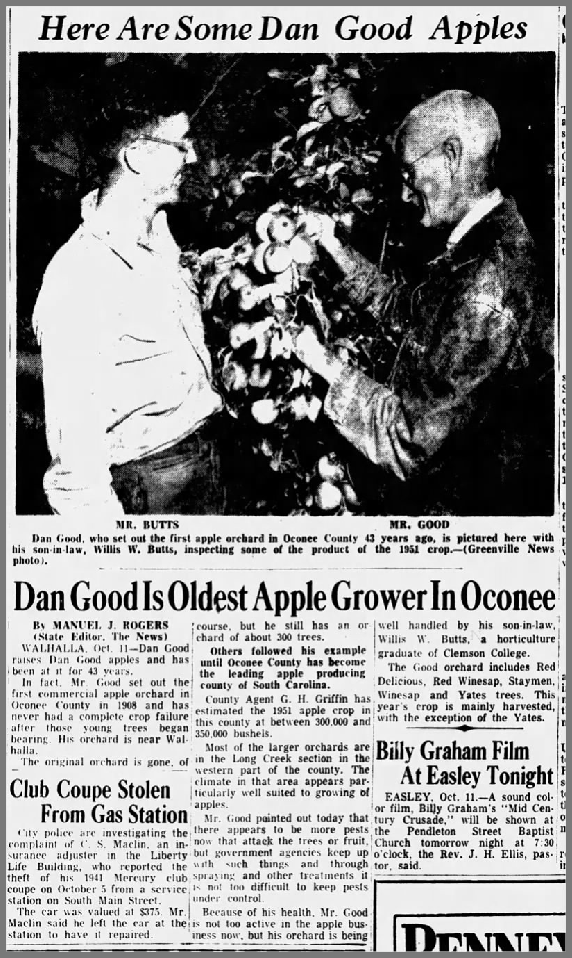 Here Are Some Dan Good Apples
MR. BUTTS
MR. GOOD
Dan Good, who set out the first apple orchard in Oconee County 43 years ago, is pictured here with
his son-in-law, Willis W. Butts, inspecting some of the product of the 1951 crop.—(Greenville News
photo).
Dan Good Is Oldest Apple Grower In Oconee
By MANUEL J. ROGERS
(State Editor, The News)
WALHALLA, Oct. 11—Dan Good
raises Dan Good apples and has
been at it for 43 years.
In fact, Mr. Good set out the
first commercial apple orchard in
Oconee County in 1908 and has
never had a complete crop failure
after those young trees began
bearing. His orchard is near Wal-
halla.
The original orchard is gone, of
course, but he still has an or
chard of about 300 trees.
Others followed his example
until Oconee County has become
the leading apple producing
county of South Carolina.
County Agent G. H. Griffin has
estimated the 1951 apple crop in
this county at between 300,000 and
350,000 bushels.
Most of the larger orchards are
in the Long Creek section in the
western part of the county. The
climate in that area appears par-
ticularly well suited to growing of
apples.
Mr. Good pointed out today that
there appears to be more pests
now that attack the trees or fruit,
but government agencies keep up
with such things and through
spraying and other treatments it
is not too difficult to keep pests
under control.
Because of his health, Mr. Good
is not too active in the apple bus-
iness now, but his orchard is being
well handled by his son-in-law,
Willis W. Butts, a horticulture
graduate of Clemson College.
The Good orchard includes Red
Delicious, Red Winesap, Staymen,
Winesap and Yates trees. This
year's crop is mainly harvested,
with the exception of the Yates.
Club Coupe Stolen
From Gas Station
City police are investigating the
complaint of C. S. Maclin, an in-
surance adjuster in the Liberty
Life Building, who reported the
theft of his 1941 Mercury club
coupe on October 5 from a service
station on South Main Street.
The car was valued at $375. Mr.
Maclin said he left the car at the
station to have it repaired.
Billy Graham Film
At Easley Tonight
EASLEY, Oct. 11.—A sound col
or film, Billy Graham's "Mid Cen
tury Crusade," will be shown at
the Pendleton Street Baptist
Church tomorrow night at 7:30
o'clock, the Rev. J. H. Ellis, pas-
tor, said.
PENNEY